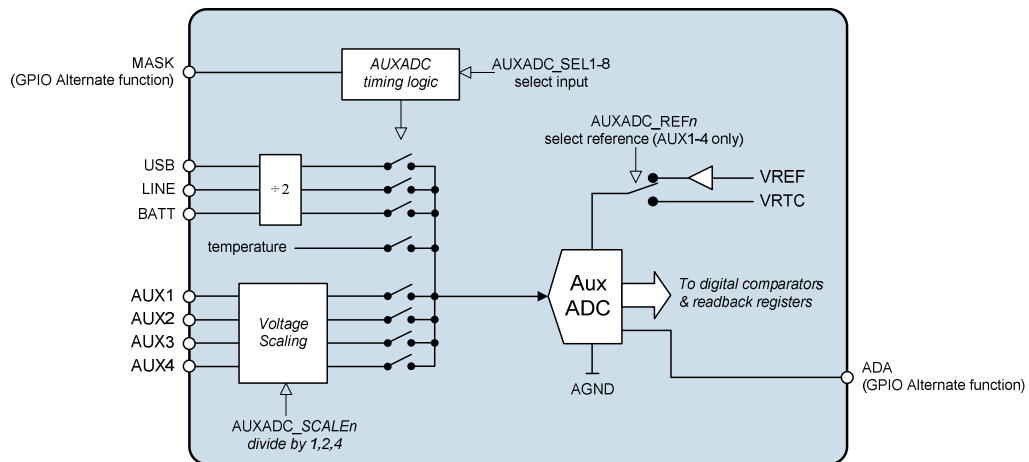 MASK
(GPIO Alternate function)
AUXADC
timing logic
AUXADC_SEL1-8
select input
AUXADC_REFn
select reference (AUX1-4 only)
USB
LINE
BATT
÷2
VREF
VRTC
temperature
AUX1
AUX2
AUX3
AUX4
Voltage
Scaling
Aux
ADC
To digital comparators
& readback registers
AGND
ADA
(GPIO Alternate function)
AUXADC_SCALEn
divide by 1,2,4